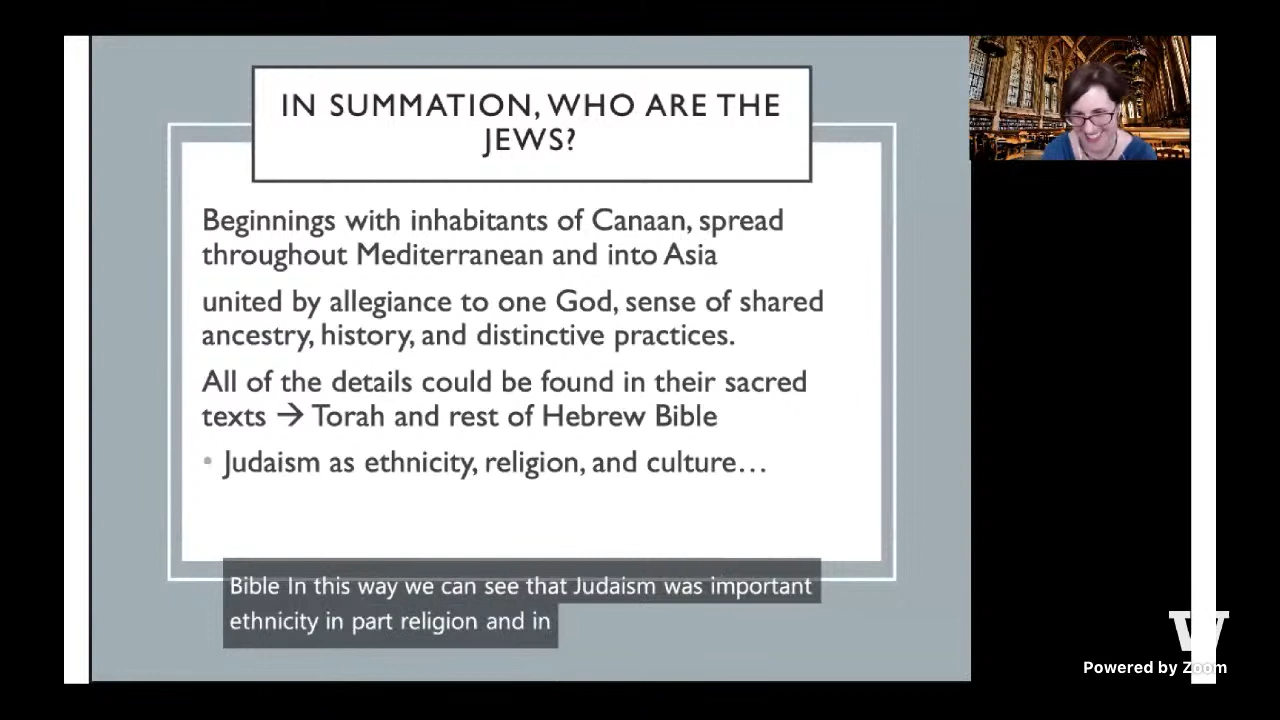 IN SUMMATION, WHO ARE THE
JEWS?
Beginnings with inhabitants of Canaan, spread
throughout Mediterranean and into Asia
united by allegiance to one God, sense of shared
ancestry, history, and distinctive practices.
All of the details could be found in their sacred
texts → Torah and rest of Hebrew Bible
• Judaism as ethnicity, religion, and culture…
Bible In this way we can see that Judaism was important
ethnicity in part religion and in
W
Powered by Zoom